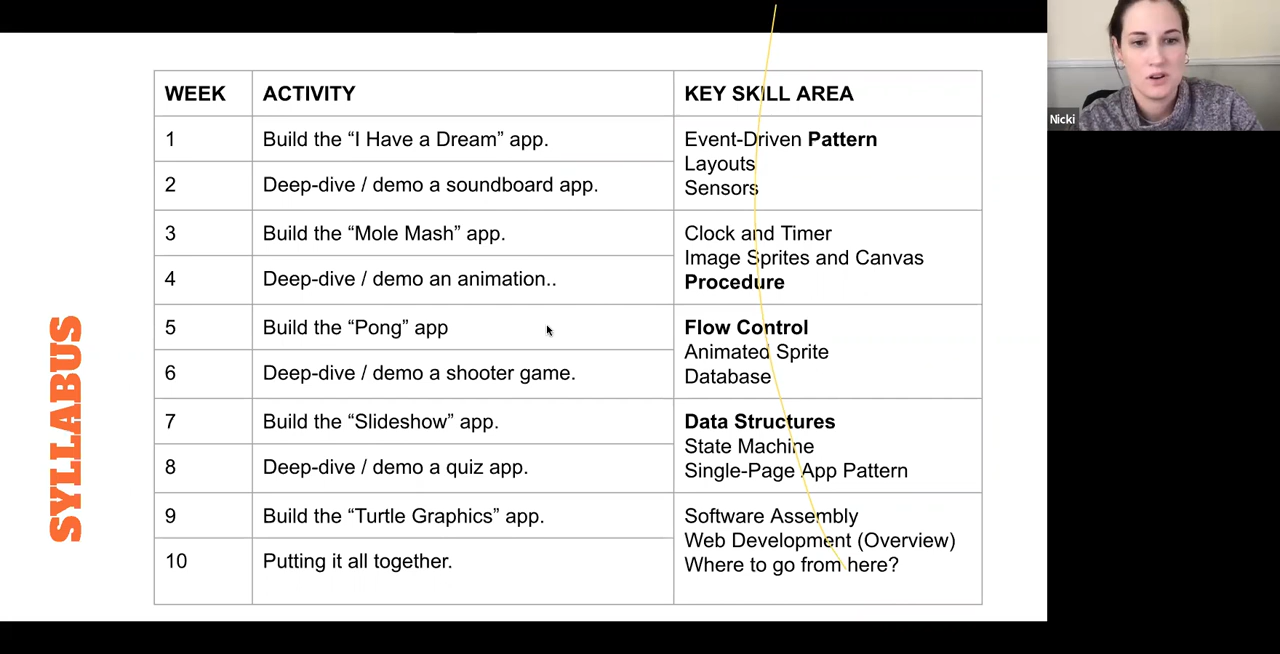 SYLLABUS
WEEK ACTIVITY KEY SKILL AREA
1 Build the “I Have a Dream” app.
2 Deep-dive / demo a soundboard app.
Event-Driven Pattern
Layouts
Sensors
3 Build the “Mole Mash” app.
4 Deep-dive / demo an animation..
Clock and Timer
Image Sprites and Canvas
Procedure
5 Build the “Pong” app
6 Deep-dive / demo a shooter game.
Flow Control
Animated Sprite
Database
7 Build the “Slideshow” app.
8 Deep-dive / demo a quiz app.
Data Structures
State Machine
Single-Page App Pattern
9 Build the “Turtle Graphics” app.
10 Putting it all together.
Software Assembly
Web Development (Overview)
Where to go from here?
Nicki